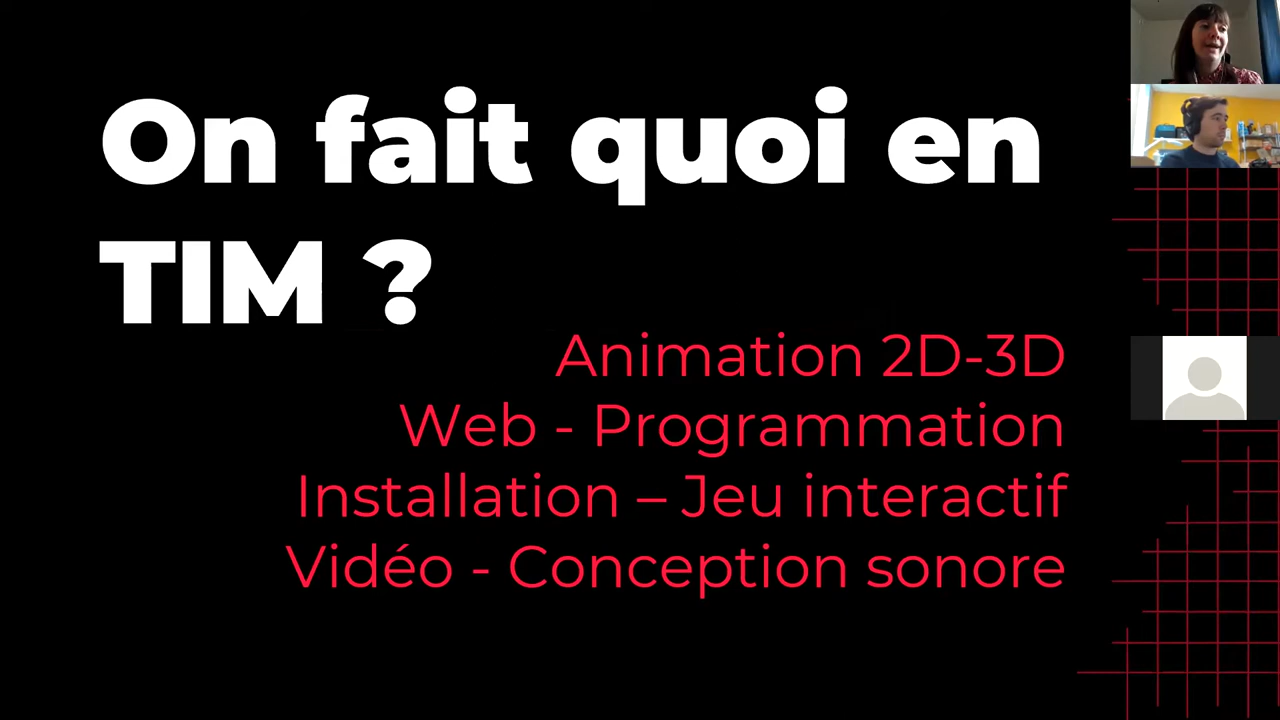 On fait quoi en
TIM ?
Animation 2D-3D
Web - Programmation
Installation – Jeu interactif
Vidéo - Conception sonore